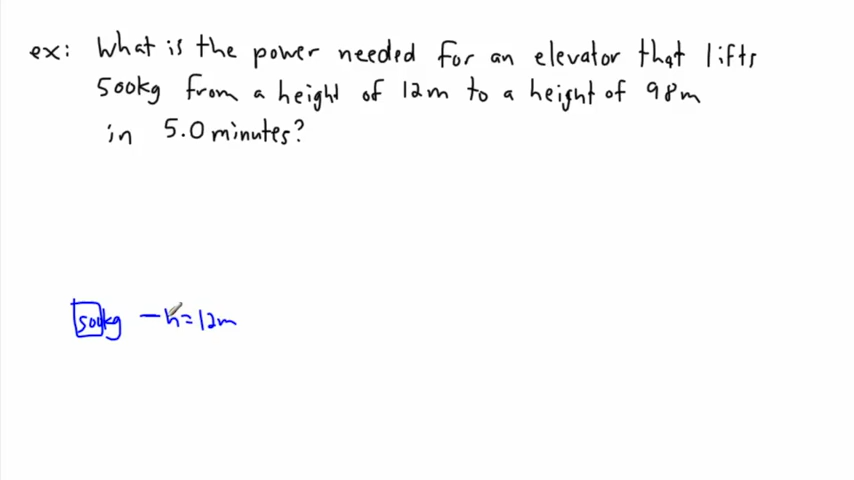 ex: What is the power needed for an elevator that lifts
500kg from a height of 12m to a height of 98m
in 5.0 minutes?
500kg — h=12m